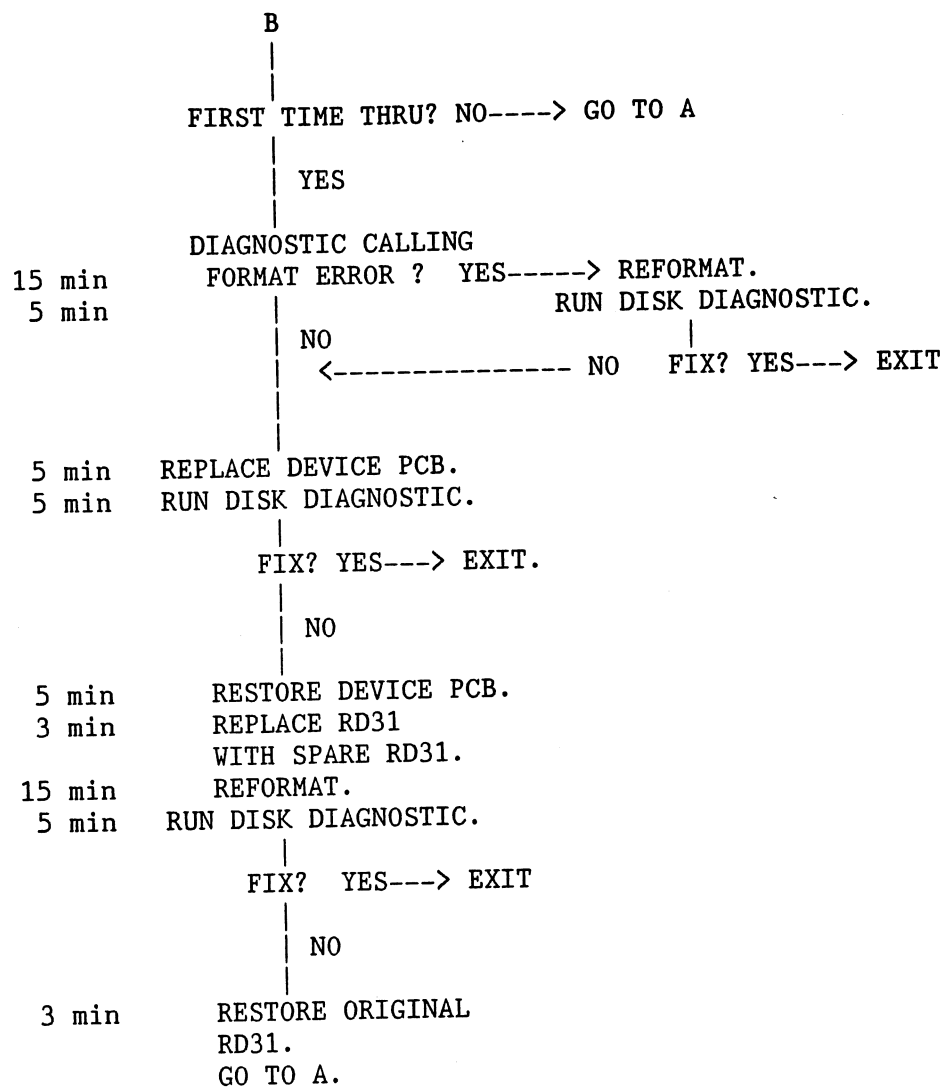 B
FIRST TIME THRU? NO----> GO TO A
YES
DIAGNOSTIC CALLING
15 min FORMAT ERROR ? YES-----> REFORMAT.
5 min RUN DISK DIAGNOSTIC.
NO
<--------------- NO FIX? YES---> EXIT
5 min REPLACE DEVICE PCB.
5 min RUN DISK DIAGNOSTIC.
FIX? YES---> EXIT.
NO
5 min RESTORE DEVICE PCB.
3 min REPLACE RD31
WITH SPARE RD31.
15 min REFORMAT.
5 min RUN DISK DIAGNOSTIC.
FIX? YES---> EXIT
NO
3 min RESTORE ORIGINAL
RD31.
GO TO A.